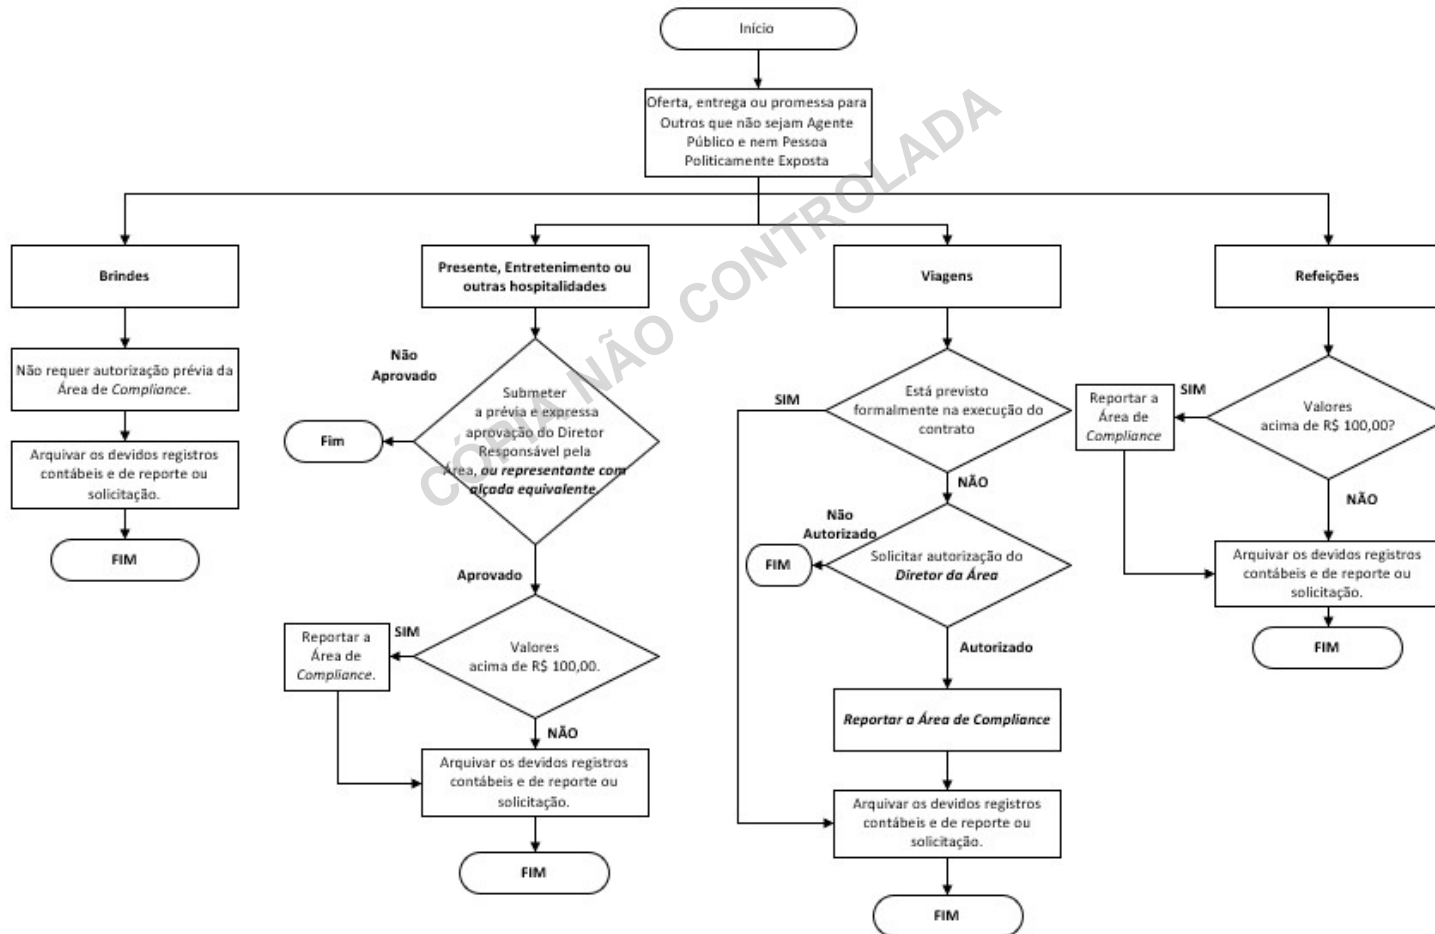 Início
Oferta, entrega ou promessa para
Outros que não sejam Agente
Público e nem Pessoa
Politicamente Exposta
CÓPIA NÃO CONTROLADA
Brindes
Não requer autorização prévia da
Área de Compliance.
Arquivar os devidos registros
contábeis e de reporte ou
solicitação.
FIM
Presente, Entretenimento ou
outras hospitalidades
Não
Aprovado
Submeter
a prévia e expressa
aprovação do Diretor
Responsável pela
Área, ou representante com
alçada equivalente.
Fim
Aprovado
Valores
acima de R$ 100,00.
SIM
Reportar a
Área de
Compliance.
NÃO
Arquivar os devidos registros
contábeis e de reporte ou
solicitação.
FIM
Viagens
Está previsto
formalmente na execução do
contrato
SIM
NÃO
Não
Autorizado
Solicitar autorização do
Diretor da Área
FIM
Autorizado
Reportar a Área de Compliance
Arquivar os devidos registros
contábeis e de reporte ou
solicitação.
FIM
Refeições
Valores
acima de R$ 100,00?
SIM
Reportar a
Área de
Compliance
NÃO
Arquivar os devidos registros
contábeis e de reporte ou
solicitação.
FIM